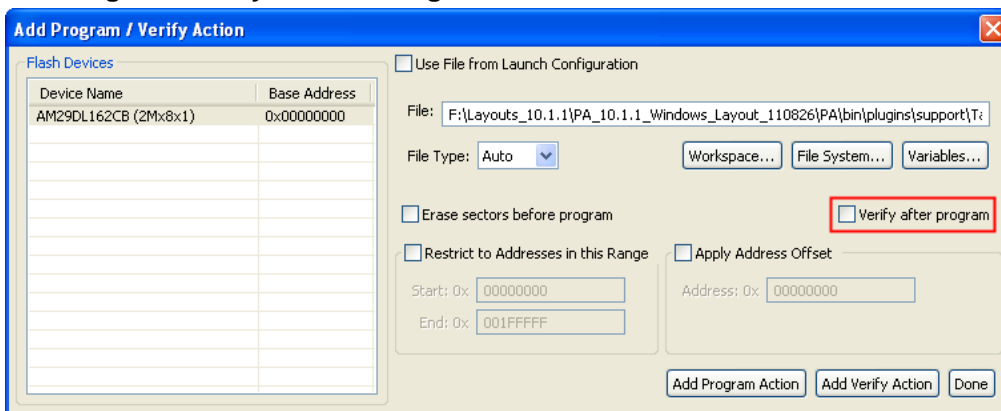 Add Program / Verify Action
Flash Devices
Device Name Base Address
AM29DL162CB (2Mx8x1) 0x00000000
Use File from Launch Configuration
File: F:\Layouts_10.1.1\PA_10.1.1_Windows_Layout_110826\PA\bin\plugins\support\Ta
File Type: Auto Workspace... File System... Variables...
Erase sectors before program Verify after program
Restrict to Addresses in this Range Apply Address Offset
Start: 0x 00000000 Address: 0x 00000000
End: 0x 001FFFFF
Add Program Action Add Verify Action Done